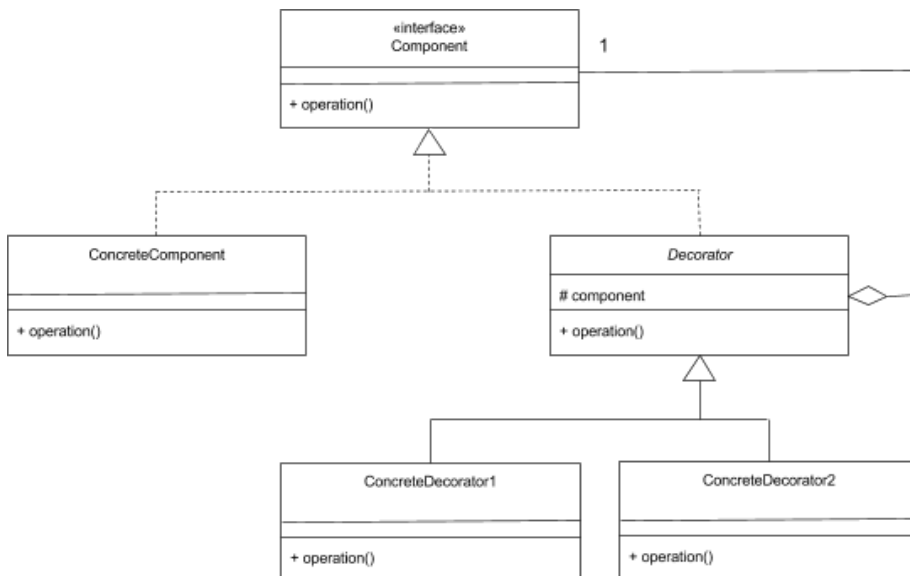 «interface»
Component
1
+ operation()
ConcreteComponent
+ operation()
Decorator
# component
+ operation()
ConcreteDecorator1
+ operation()
ConcreteDecorator2
+ operation()